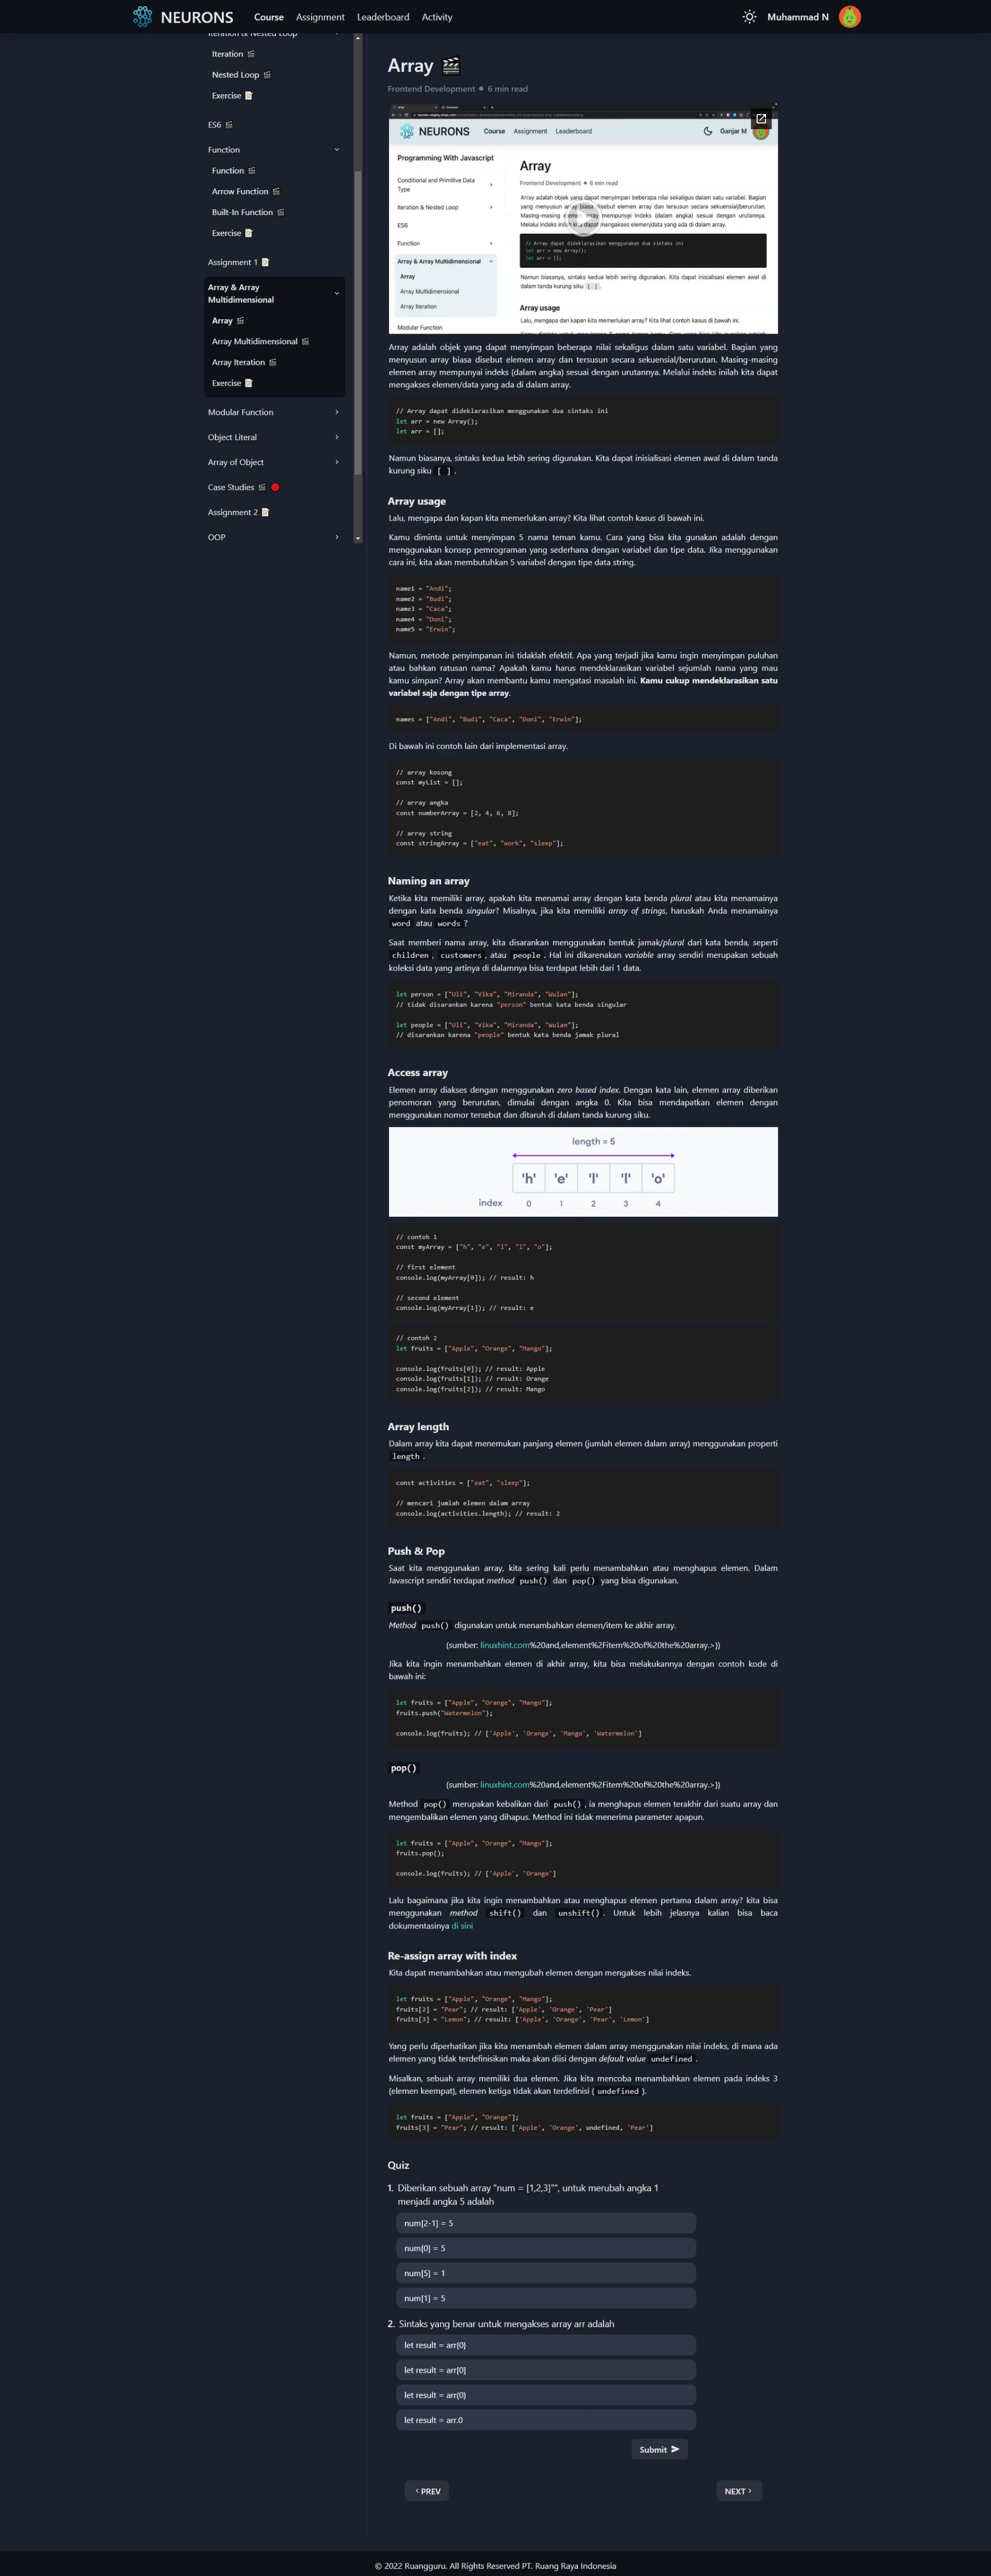 NEURONS
Course
Assignment
Leaderboard
Activity
Muhammad N
Iteration & Nested Loop
Iteration
Nested Loop
Exercise
ES6
Function
Function
Arrow Function
Built-In Function
Exercise
Assignment 1
Array & Array
Multidimensional
Array
Array Multidimensional
Array Iteration
Exercise
Modular Function
Object Literal
Array of Object
Case Studies
Assignment 2
OOP
Array
Frontend Development • 6 min read
NEURONS
Course
Assignment
Leaderboard
Ganjar M
Programming With Javascript
Conditional and Primitive Data
Type
Iteration & Nested Loop
ES6
Function
Array & Array Multidimensional
Array
Array Multidimensional
Array Iteration
Modular Function
Array
Frontend Development • 6 min read
Array adalah objek yang dapat menyimpan beberapa nilai sekaligus dalam satu variabel. Bagian
yang menyusun array biasa disebut elemen array dan tersusun secara sekuensial/berurutan.
Masing-masing elemen array mempunyai indeks (dalam angka) sesuai dengan urutannya.
Melalui indeks inilah kita dapat mengakses elemen/data yang ada di dalam array.
// Array dapat dideklarasikan menggunakan dua sintaks ini
let arr = new Array();
let arr = [];
Namun biasanya, sintaks kedua lebih sering digunakan. Kita dapat inisialisasi elemen awal di
dalam tanda kurung siku [ ].
Array usage
Lalu, mengapa dan kapan kita memerlukan array? Kita lihat contoh kasus di bawah ini.
Array adalah objek yang dapat menyimpan beberapa nilai sekaligus dalam satu variabel. Bagian yang
menyusun array biasa disebut elemen array dan tersusun secara sekuensial/berurutan. Masing-masing
elemen array mempunyai indeks (dalam angka) sesuai dengan urutannya. Melalui indeks inilah kita dapat
mengakses elemen/data yang ada di dalam array.
// Array dapat dideklarasikan menggunakan dua sintaks ini
let arr = new Array();
let arr = [];
Namun biasanya, sintaks kedua lebih sering digunakan. Kita dapat inisialisasi elemen awal di dalam tanda
kurung siku [ ].
Array usage
Lalu, mengapa dan kapan kita memerlukan array? Kita lihat contoh kasus di bawah ini.
Kamu diminta untuk menyimpan 5 nama teman kamu. Cara yang bisa kita gunakan adalah dengan
menggunakan konsep pemrograman yang sederhana dengan variabel dan tipe data. Jika menggunakan
cara ini, kita akan membutuhkan 5 variabel dengan tipe data string.
name1 = "Andi";
name2 = "Budi";
name3 = "Caca";
name4 = "Doni";
name5 = "Erwin";
Namun, metode penyimpanan ini tidaklah efektif. Apa yang terjadi jika kamu ingin menyimpan puluhan
atau bahkan ratusan nama? Apakah kamu harus mendeklarasikan variabel sejumlah nama yang mau
kamu simpan? Array akan membantu kamu mengatasi masalah ini. Kamu cukup mendeklarasikan satu
variabel saja dengan tipe array.
names = ["Andi", "Budi", "Caca", "Doni", "Erwin"];
Di bawah ini contoh lain dari implementasi array.
// array kosong
const myList = [];
// array angka
const numberArray = [2, 4, 6, 8];
// array string
const stringArray = ["eat", "work", "sleep"];
Naming an array
Ketika kita memiliki array, apakah kita menamai array dengan kata benda plural atau kita menamainya
dengan kata benda singular? Misalnya, jika kita memiliki array of strings, haruskah Anda menamainya
word atau words ?
Saat memberi nama array, kita disarankan menggunakan bentuk jamak/plural dari kata benda, seperti
children, customers, atau people. Hal ini dikarenakan variable array sendiri merupakan sebuah
koleksi data yang artinya di dalamnya bisa terdapat lebih dari 1 data.
let person = ["Uli", "Vika", "Miranda", "Wulan"];
// tidak disarankan karena "person" bentuk kata benda singular
let people = ["Uli", "Vika", "Miranda", "Wulan"];
// disarankan karena "people" bentuk kata benda jamak plural
Access array
Elemen array diakses dengan menggunakan zero based index. Dengan kata lain, elemen array diberikan
penomoran yang berurutan, dimulai dengan angka 0. Kita bisa mendapatkan elemen dengan
menggunakan nomor tersebut dan ditaruh di dalam tanda kurung siku.
length = 5
'h' 'e' 'l' 'l' 'o'
index 0 1 2 3 4
// contoh 1
const myArray = ["h", "e", "l", "l", "o"];
// first element
console.log(myArray[0]); // result: h
// second element
console.log(myArray[1]); // result: e
// contoh 2
let fruits = ["Apple", "Orange", "Mango"];
console.log(fruits[0]); // result: Apple
console.log(fruits[1]); // result: Orange
console.log(fruits[2]); // result: Mango
Array length
Dalam array kita dapat menemukan panjang elemen (jumlah elemen dalam array) menggunakan properti
length.
const activities = ["eat", "sleep"];
// mencari jumlah elemen dalam array
console.log(activities.length); // result: 2
Push & Pop
Saat kita menggunakan array, kita sering kali perlu menambahkan atau menghapus elemen. Dalam
Javascript sendiri terdapat method push() dan pop() yang bisa digunakan.
push()
Method push() digunakan untuk menambahkan elemen/item ke akhir array.
(sumber: linuxhint.com%20and,element%2Fitem%20of%20the%20array.>))
Jika kita ingin menambahkan elemen di akhir array, kita bisa melakukannya dengan contoh kode di
bawah ini:
let fruits = ["Apple", "Orange", "Mango"];
fruits.push("Watermelon");
console.log(fruits); // ['Apple', 'Orange', 'Mango', 'Watermelon']
pop()
(sumber: linuxhint.com%20and,element%2Fitem%20of%20the%20array.>))
Method pop() merupakan kebalikan dari push(), ia menghapus elemen terakhir dari suatu array dan
mengembalikan elemen yang dihapus. Method ini tidak menerima parameter apapun.
let fruits = ["Apple", "Orange", "Mango"];
fruits.pop();
console.log(fruits); // ['Apple', 'Orange']
Lalu bagaimana jika kita ingin menambahkan atau menghapus elemen pertama dalam array? kita bisa
menggunakan method shift() dan unshift(). Untuk lebih jelasnya kalian bisa baca
dokumentasinya di sini
Re-assign array with index
Kita dapat menambahkan atau mengubah elemen dengan mengakses nilai indeks.
let fruits = ["Apple", "Orange", "Mango"];
fruits[2] = "Pear"; // result: ['Apple', 'Orange', 'Pear']
fruits[3] = "Lemon"; // result: ['Apple', 'Orange', 'Pear', 'Lemon']
Yang perlu diperhatikan jika kita menambah elemen dalam array menggunakan nilai indeks, di mana ada
elemen yang tidak terdefinisikan maka akan diisi dengan default value undefined.
Misalkan, sebuah array memiliki dua elemen. Jika kita mencoba menambahkan elemen pada indeks 3
(elemen keempat), elemen ketiga tidak akan terdefinisi ( undefined ).
let fruits = ["Apple", "Orange"];
fruits[3] = "Pear"; // result: ['Apple', 'Orange', undefined, 'Pear']
Quiz
1. Diberikan sebuah array "num = [1,2,3]"", untuk merubah angka 1
menjadi angka 5 adalah
num[2-1] = 5
num[0] = 5
num[5] = 1
num[1] = 5
2. Sintaks yang benar untuk mengakses array arr adalah
let result = arr{0}
let result = arr[0]
let result = arr(0)
let result = arr.0
Submit
PREV
NEXT
© 2022 Ruangguru. All Rights Reserved PT. Ruang Raya Indonesia